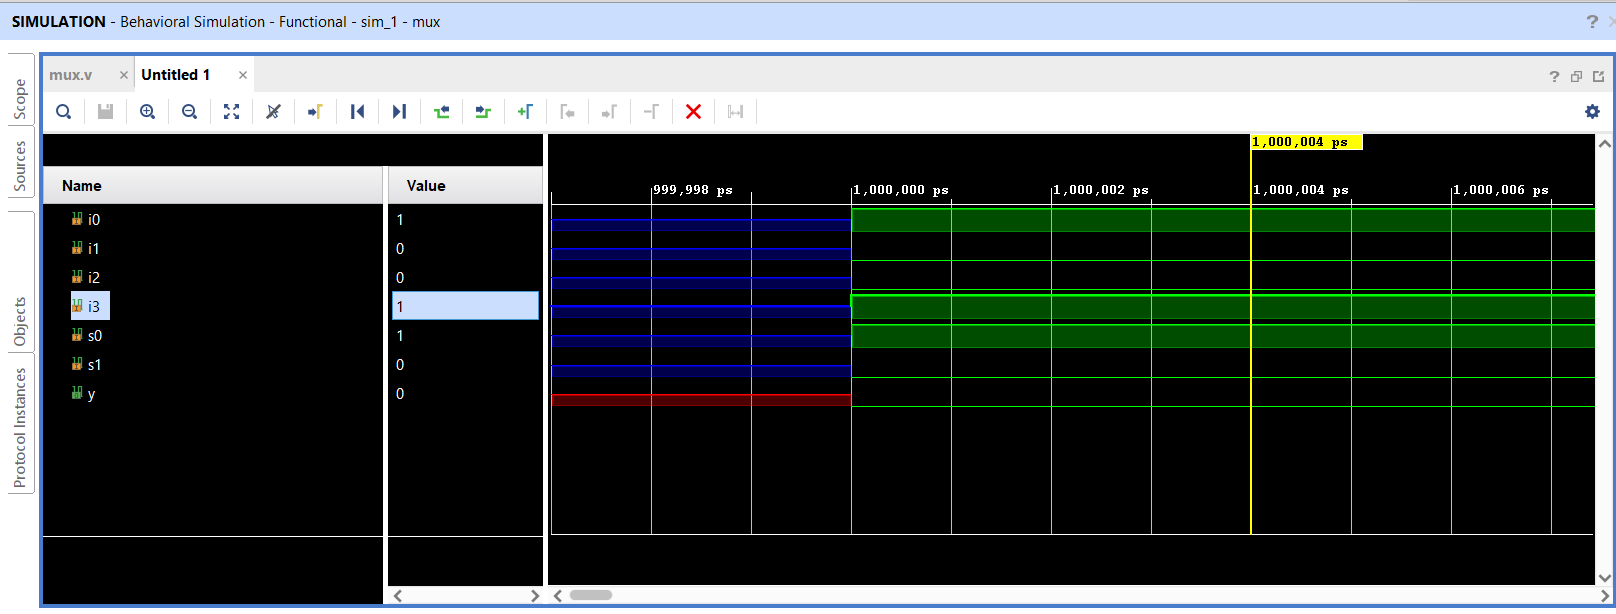 SIMULATION - Behavioral Simulation - Functional - sim_1 - mux ? ×
mux.v × Untitled 1 × ?
Scope
Sources
Objects
Protocol Instances
1,000,004 ps
Name Value
999,998 ps 1,000,000 ps 1,000,002 ps 1,000,004 ps 1,000,006 ps
i0 1
i1 0
i2 0
i3 1
s0 1
s1 0
y 0